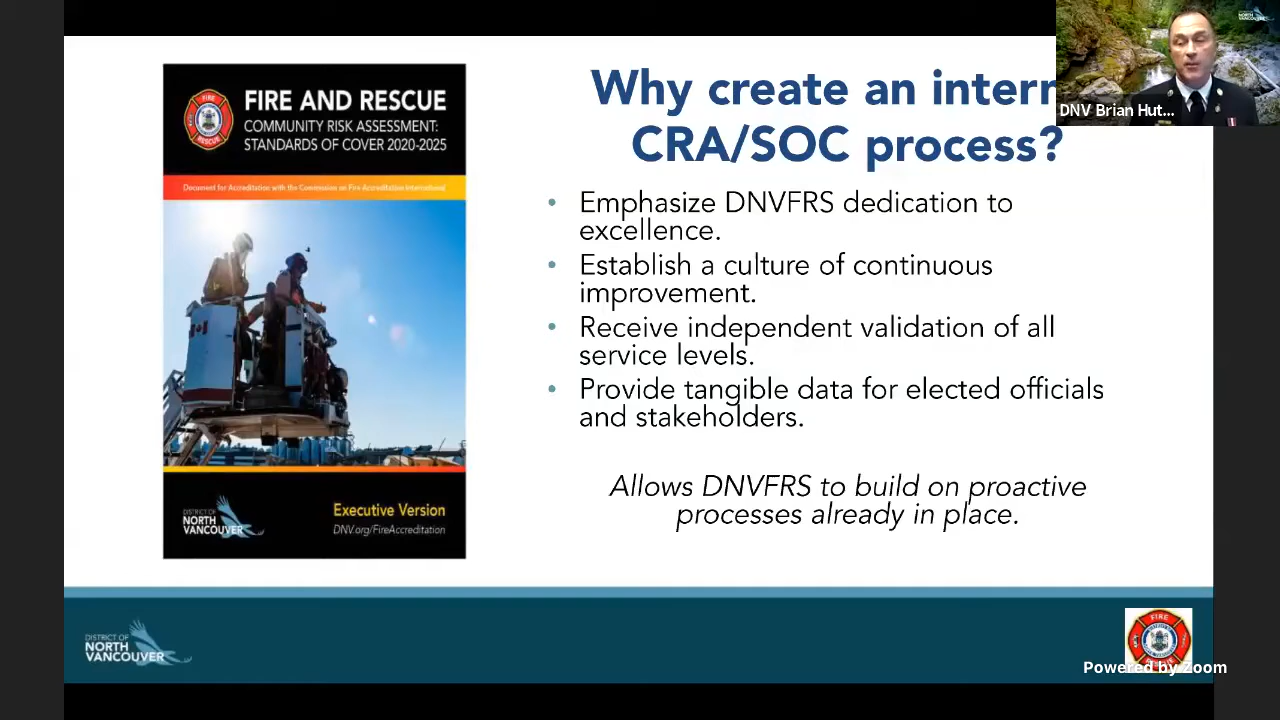 FIRE AND RESCUE
COMMUNITY RISK ASSESSMENT:
STANDARDS OF COVER 2020-2025
Document for Accreditation with the Commission on Fire Accreditation International
Executive Version
DNV.org/FireAccreditation
DISTRICT OF
NORTH
VANCOUVER
Why create an intern
CRA/SOC process?
• Emphasize DNVFRS dedication to
excellence.
• Establish a culture of continuous
improvement.
• Receive independent validation of all
service levels.
• Provide tangible data for elected officials
and stakeholders.
Allows DNVFRS to build on proactive
processes already in place.
NORTH
VANCOUVER
DNV Brian Hut...
DISTRICT OF
NORTH
VANCOUVER
FIRE
Powered by Zoom